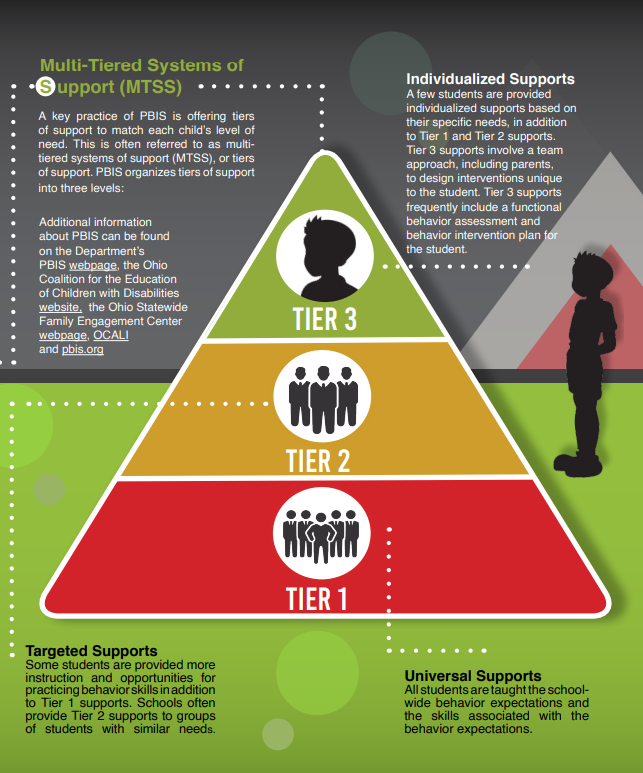 Multi-Tiered Systems of
Support (MTSS)
A key practice of PBIS is offering tiers
of support to match each child's level of
need. This is often referred to as multi-
tiered systems of support (MTSS), or tiers
of support. PBIS organizes tiers of support
into three levels:
Additional information
about PBIS can be found
on the Department's
PBIS webpage, the Ohio
Coalition for the Education
of Children with Disabilities
website, the Ohio Statewide
Family Engagement Center
webpage, OCALI
and pbis.org
Individualized Supports
A few students are provided
individualized supports based on
their specific needs, in addition
to Tier 1 and Tier 2 supports.
Tier 3 supports involve a team
approach, including parents,
to design interventions unique
to the student. Tier 3 supports
frequently include a functional
behavior assessment and
behavior intervention plan for
the student.
TIER 3
TIER 2
TIER 1
Targeted Supports
Some students are provided more
instruction and opportunities for
practicing behavior skills in addition
to Tier 1 supports. Schools often
provide Tier 2 supports to groups
of students with similar needs.
Universal Supports
All students are taught the school-
wide behavior expectations and
the skills associated with the
behavior expectations.